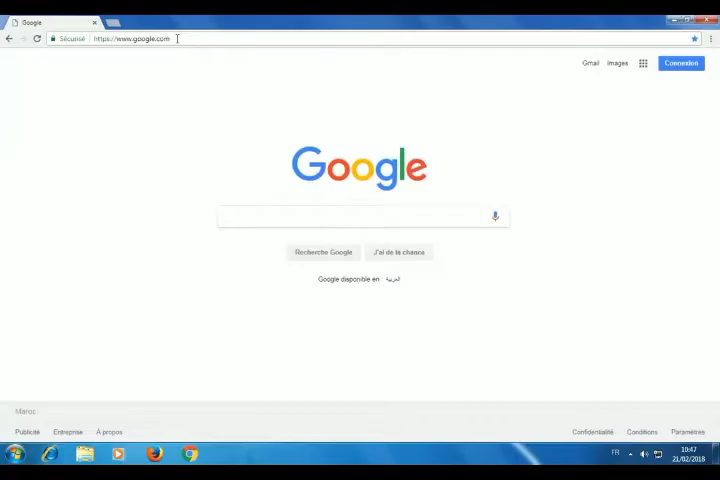 Google
Sécurisé
https://www.google.com
Gmail Images Connexion
Google
Recherche Google J'ai de la chance
Google disponible en : العربية
Maroc
Publicité Entreprise À propos Confidentialité Conditions Paramètres
FR 10:47
21/02/2018